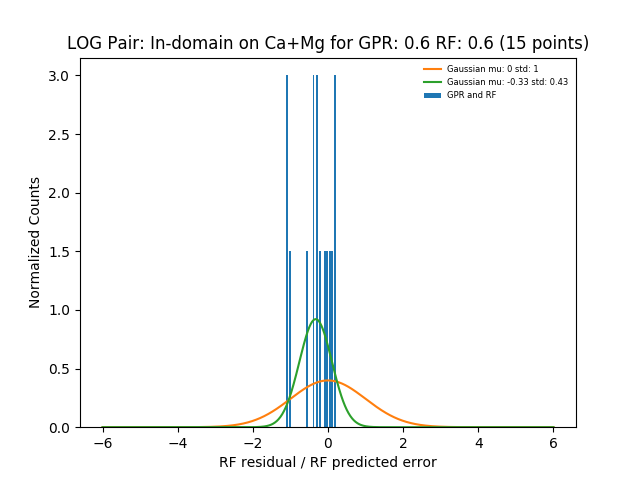 LOG Pair: In-domain on Ca+Mg for GPR: 0.6 RF: 0.6 (15 points)
Gaussian mu: 0 std: 1
Gaussian mu: -0.33 std: 0.43
GPR and RF
Normalized Counts
3.0
2.5
2.0
1.5
1.0
0.5
0.0
−6
−4
−2
0
2
4
6
RF residual / RF predicted error